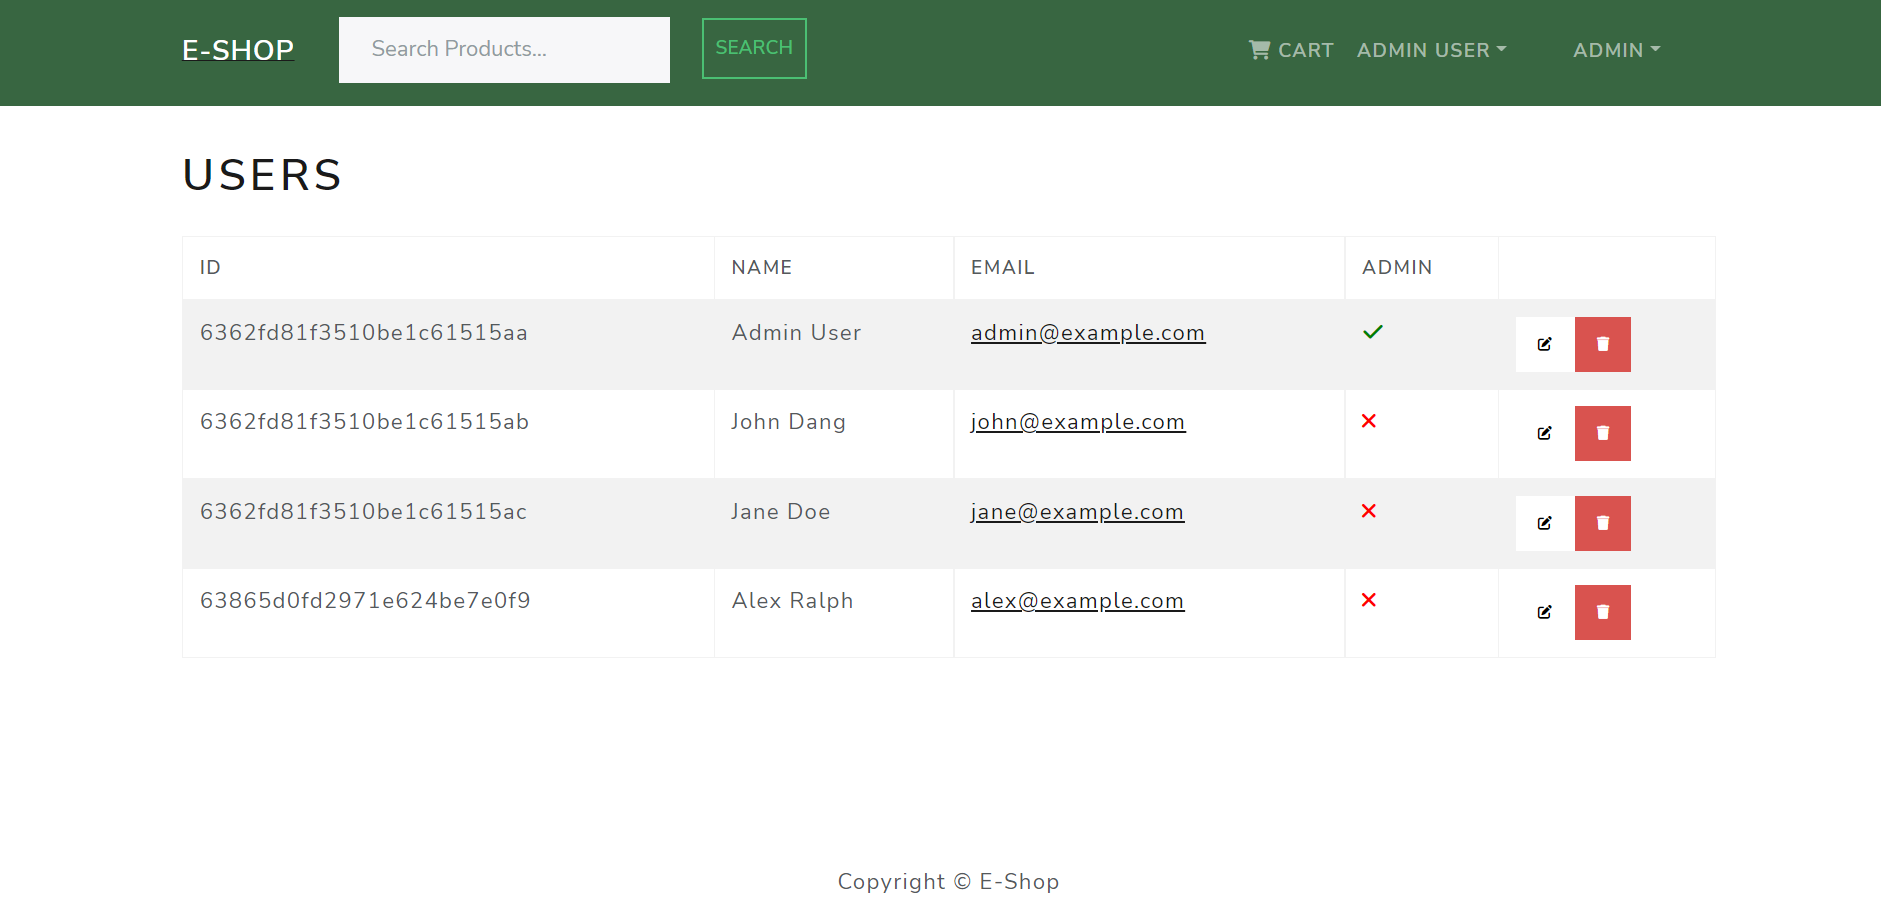 E-SHOP Search Products... SEARCH CART ADMIN USER ADMIN
USERS
ID NAME EMAIL ADMIN
6362fd81f3510be1c61515aa Admin User admin@example.com
6362fd81f3510be1c61515ab John Dang john@example.com
6362fd81f3510be1c61515ac Jane Doe jane@example.com
63865d0fd2971e624be7e0f9 Alex Ralph alex@example.com
Copyright © E-Shop